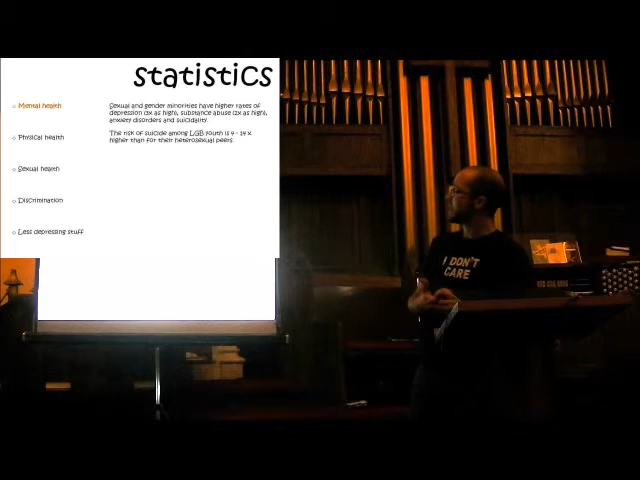 statistics
Mental health
Physical health
Sexual health
Discrimination
Less depressing stuff
Sexual and gender minorities have higher rates of
depression (2x as high), substance abuse (2x as high),
anxiety disorders and suicidality.
The risk of suicide among LGB youth is 4 - 14 x
higher than for their heterosexual peers.
I DON'T
CARE